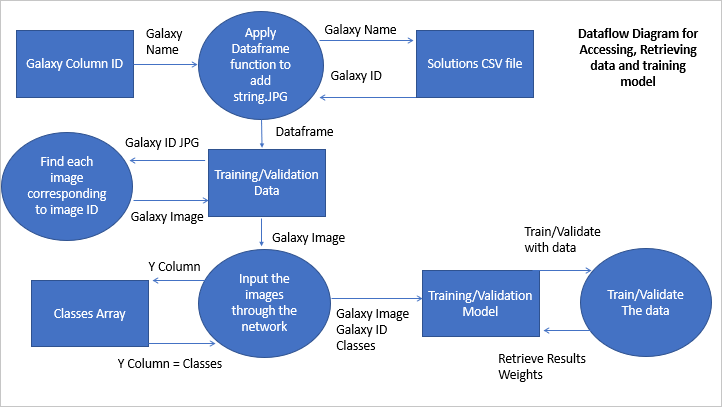 Dataflow Diagram for
Accessing, Retrieving
data and training
model
Galaxy
Name
Galaxy Column ID
Apply
Dataframe
function to
add
string.JPG
Galaxy Name
Galaxy ID
Solutions CSV file
Dataframe
Galaxy ID JPG
Find each
image
corresponding
to image ID
Galaxy Image
Training/Validation
Data
Galaxy Image
Y Column
Classes Array
Y Column = Classes
Input the
images
through the
network
Galaxy Image
Galaxy ID
Classes
Training/Validation
Model
Train/Validate
with data
Train/Validate
The data
Retrieve Results
Weights